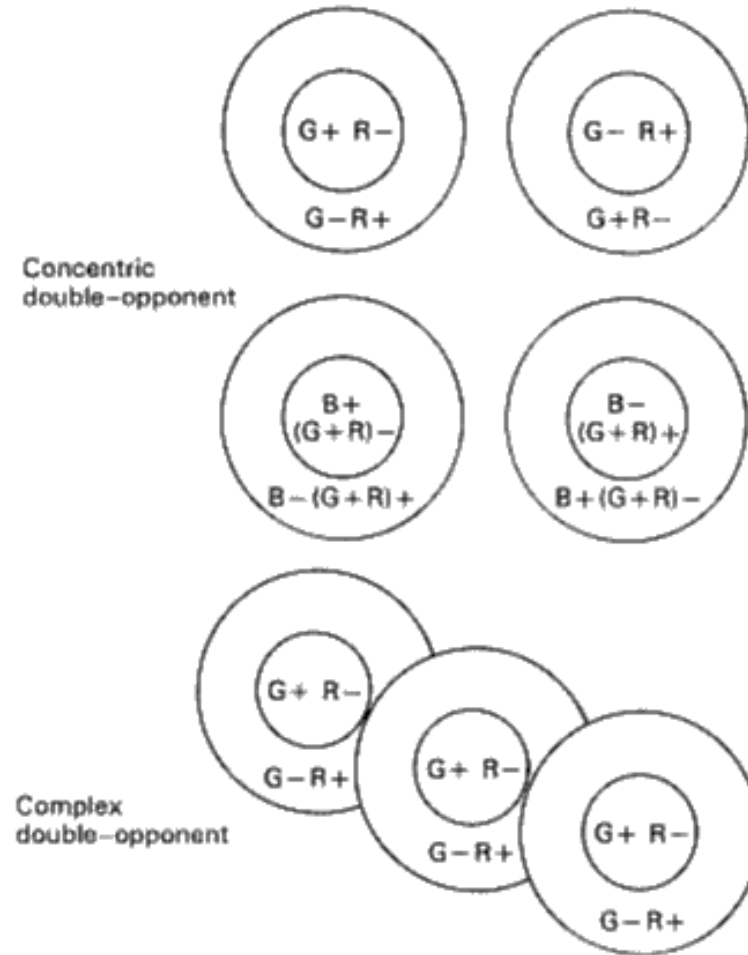 G+ R−
G− R+
G−R+
G+R−
Concentric
double-opponent
B+
(G+R)−
B−
(G+R)+
B−(G+R)+
B+(G+R)−
G+ R−
G−R+
G+ R−
G−R+
Complex
double-opponent
G+ R−
G−R+